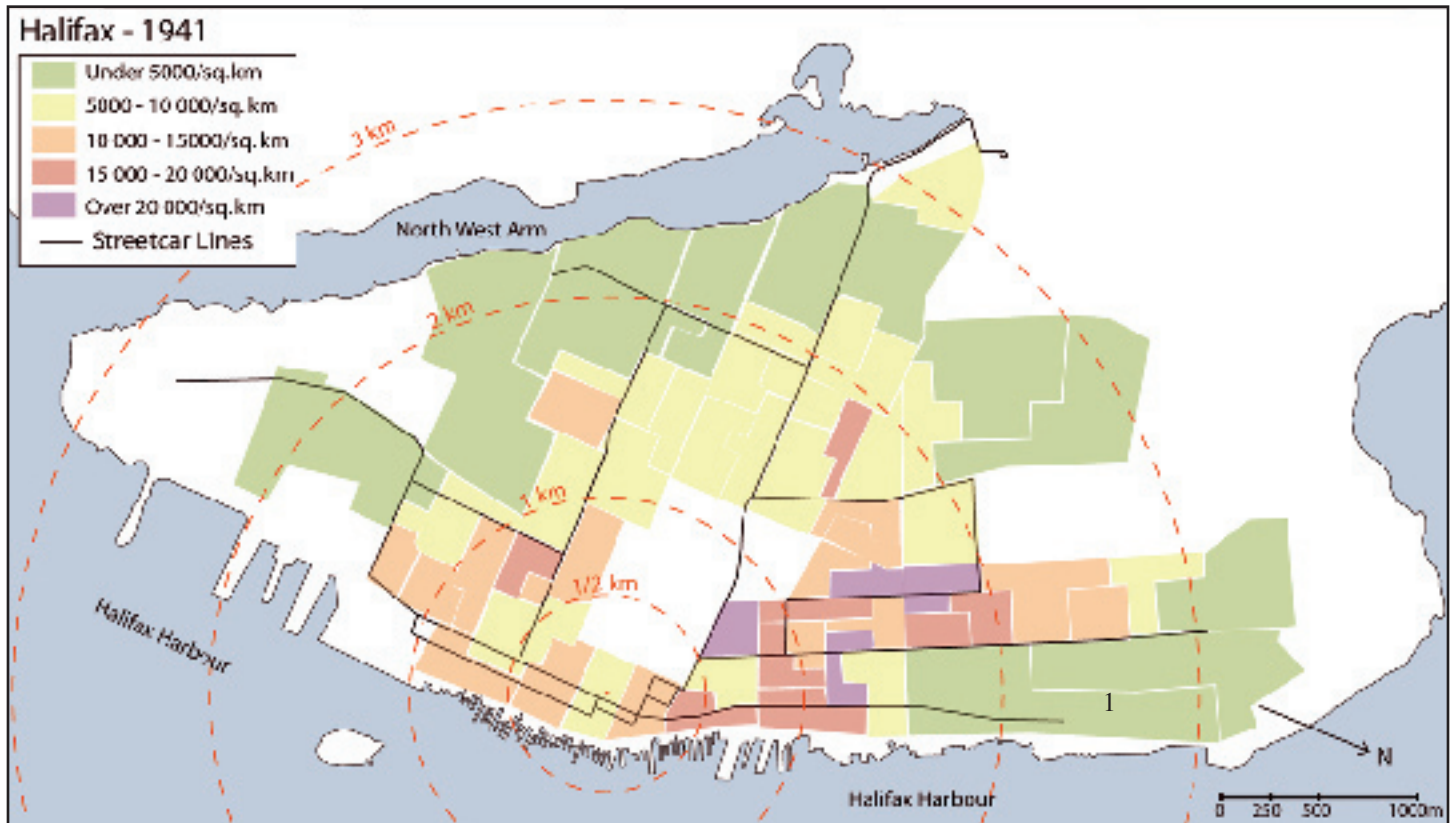 Halifax - 1941
Under 5000/sq.km
5000 - 10 000/sq. km
10 000 - 15000/sq. km
15 000 - 20 000/sq.km
Over 20 000/sq.km
Streetcar Lines
3 km
North West Arm
2 km
1 km
1/2 km
Halifax Harbour
1
N
Halifax Harbour
0 250 500 1000m